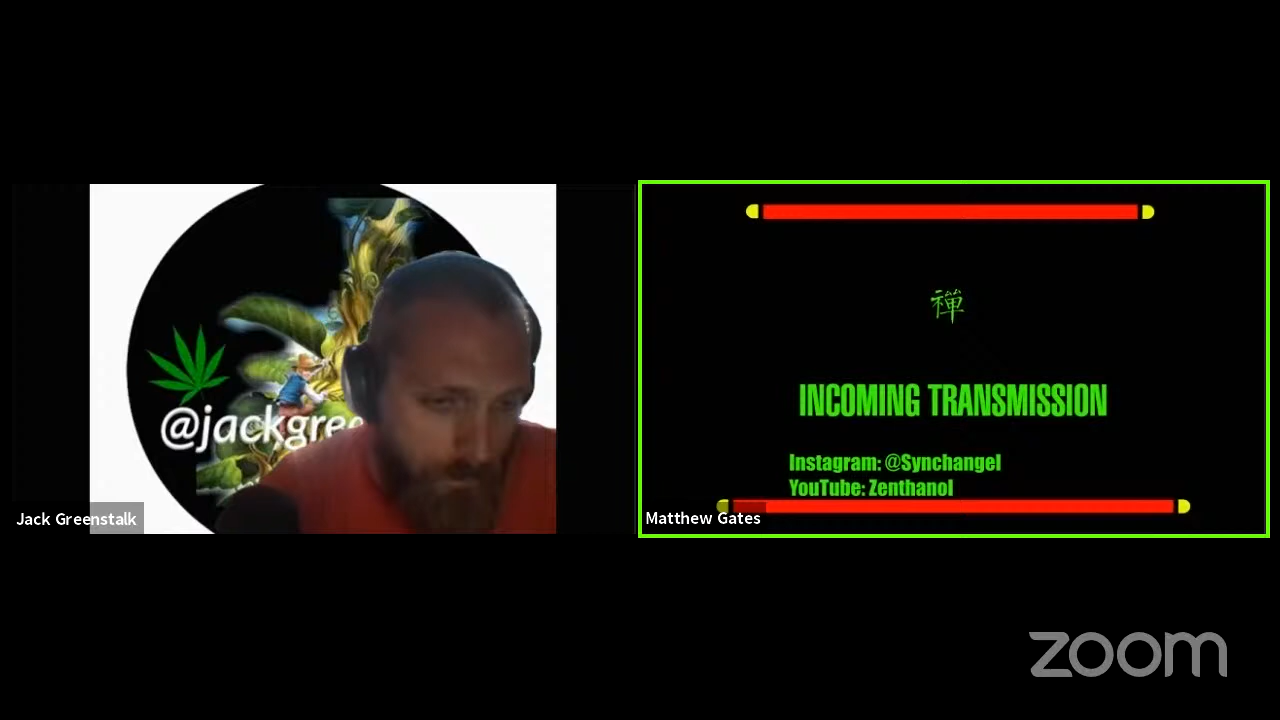 @jackgree
Jack Greenstalk
禪
INCOMING TRANSMISSION
Instagram: @Synchangel
YouTube: Zenthanol
Matthew Gates
zoom